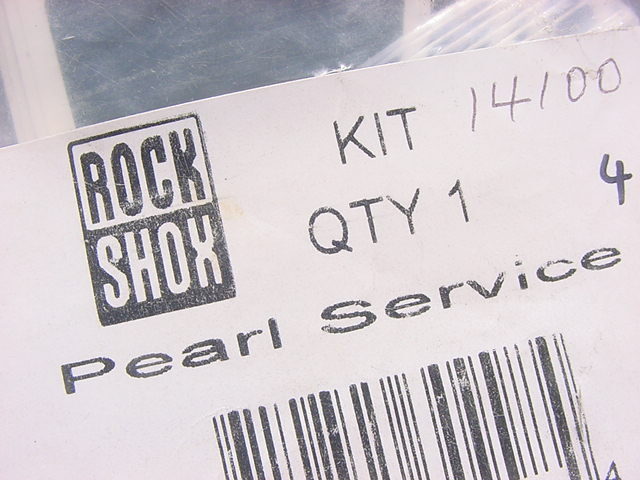 ROCK
SHOX
KIT 14100
QTY 1 4
Pearl Service